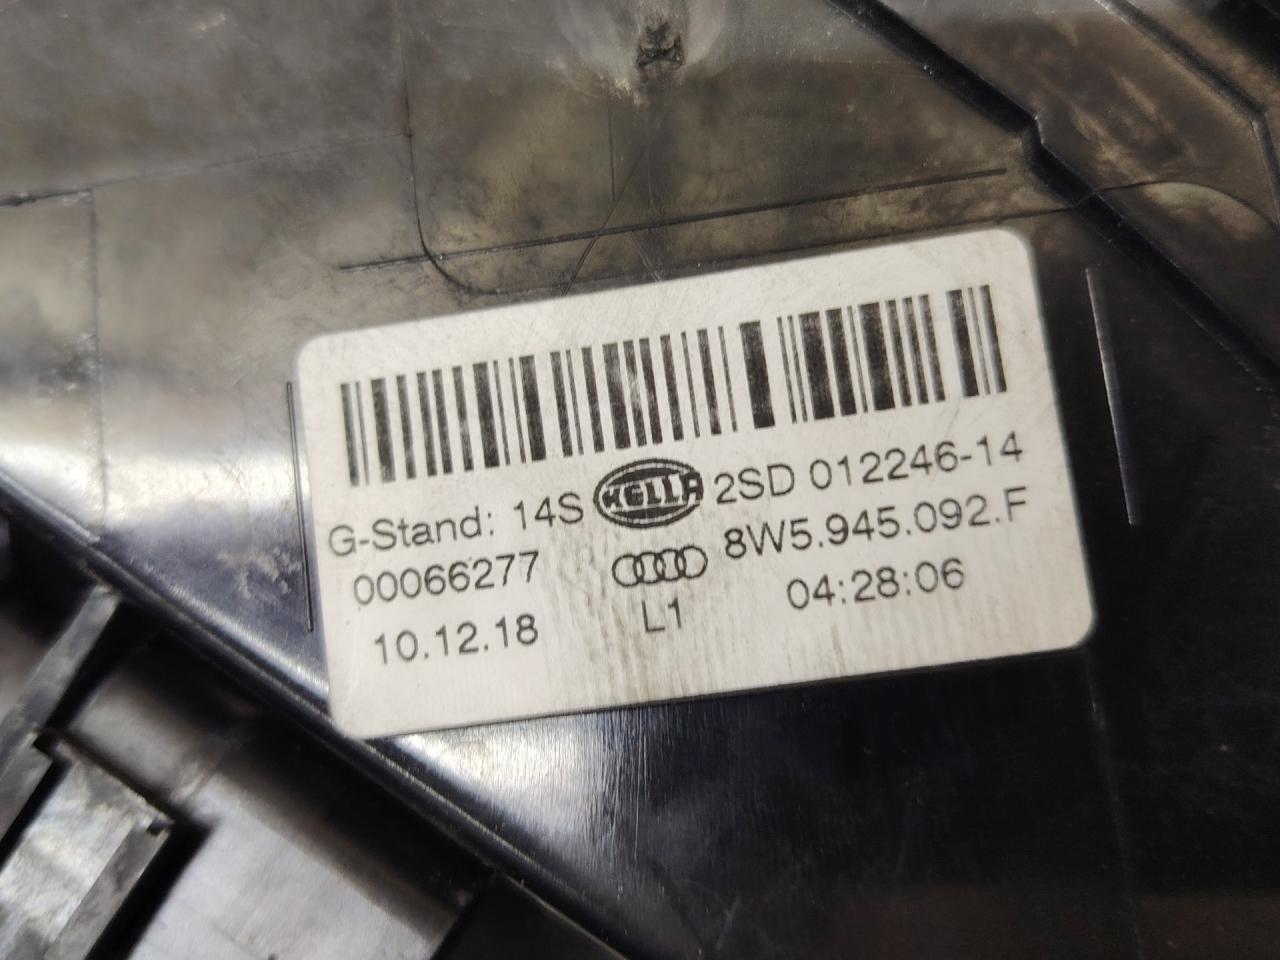 G-Stand: 14S HELLA 2SD 012246-14
00066277 8W5.945.092.F
10.12.18 L1 04:28:06